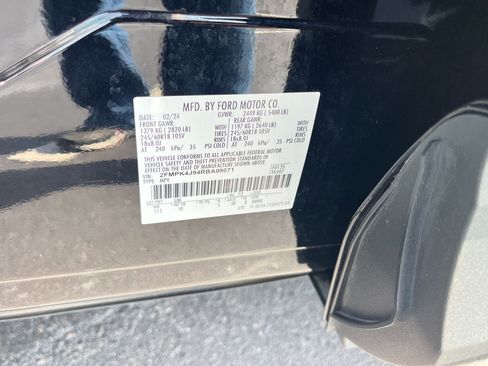 MFD. BY FORD MOTOR CO.
DATE: 02/24 GVWR: 2449 KG ( 5400 LB)
FRONT GAWR: REAR GAWR:
1279 KG ( 2820 LB) WITH 1197 KG ( 2640 LB) WITH
245/60R18 105V TIRES 245/60R18 105V TIRES
18x8.0J RIMS 18x8.0J RIMS
AT 240 kPa/ 35 PSI COLD AT 240 kPa/ 35 PSI COLD
THIS VEHICLE CONFORMS TO ALL APPLICABLE FEDERAL MOTOR
VEHICLE SAFETY AND THEFT PREVENTION STANDARDS IN EFFECT ON
THE DATE OF MANUFACTURE SHOWN ABOVE.
VIN: 2FMPK4J94RBA99071
TYPE: MPV